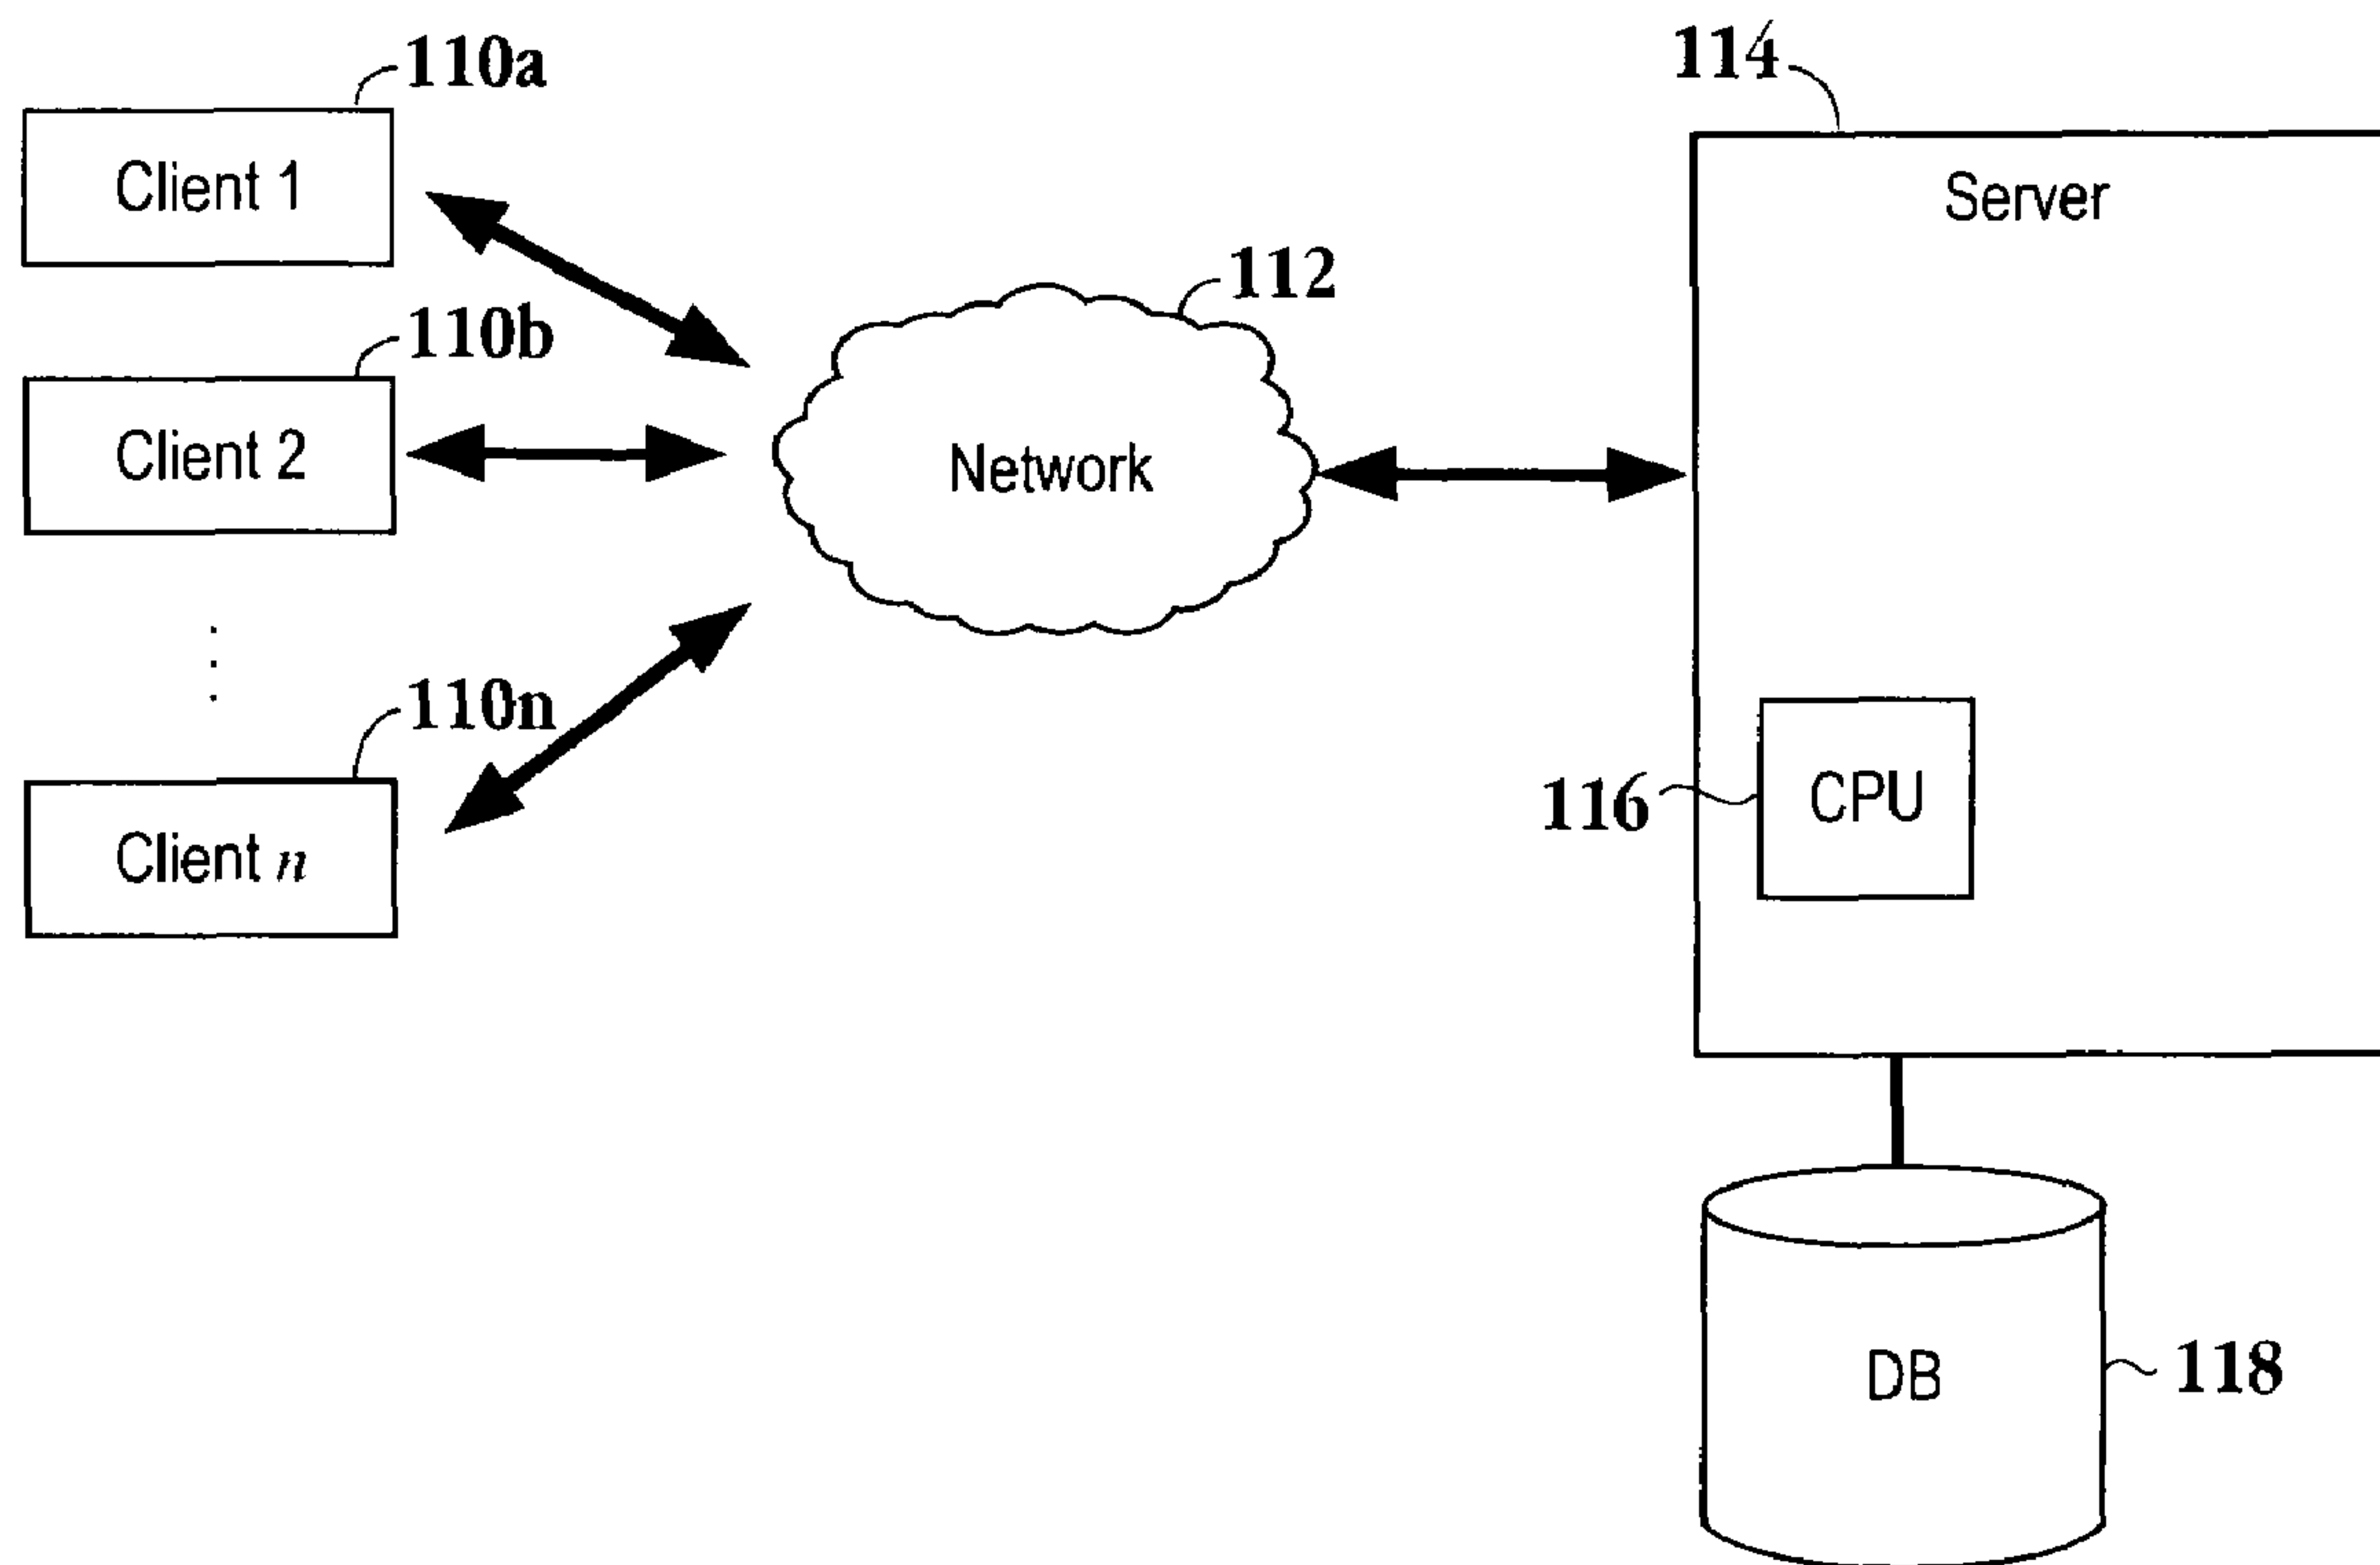 110a
Client 1
110b
Client 2
110n
Client n
112
Network
114
Server
116
CPU
DB
118